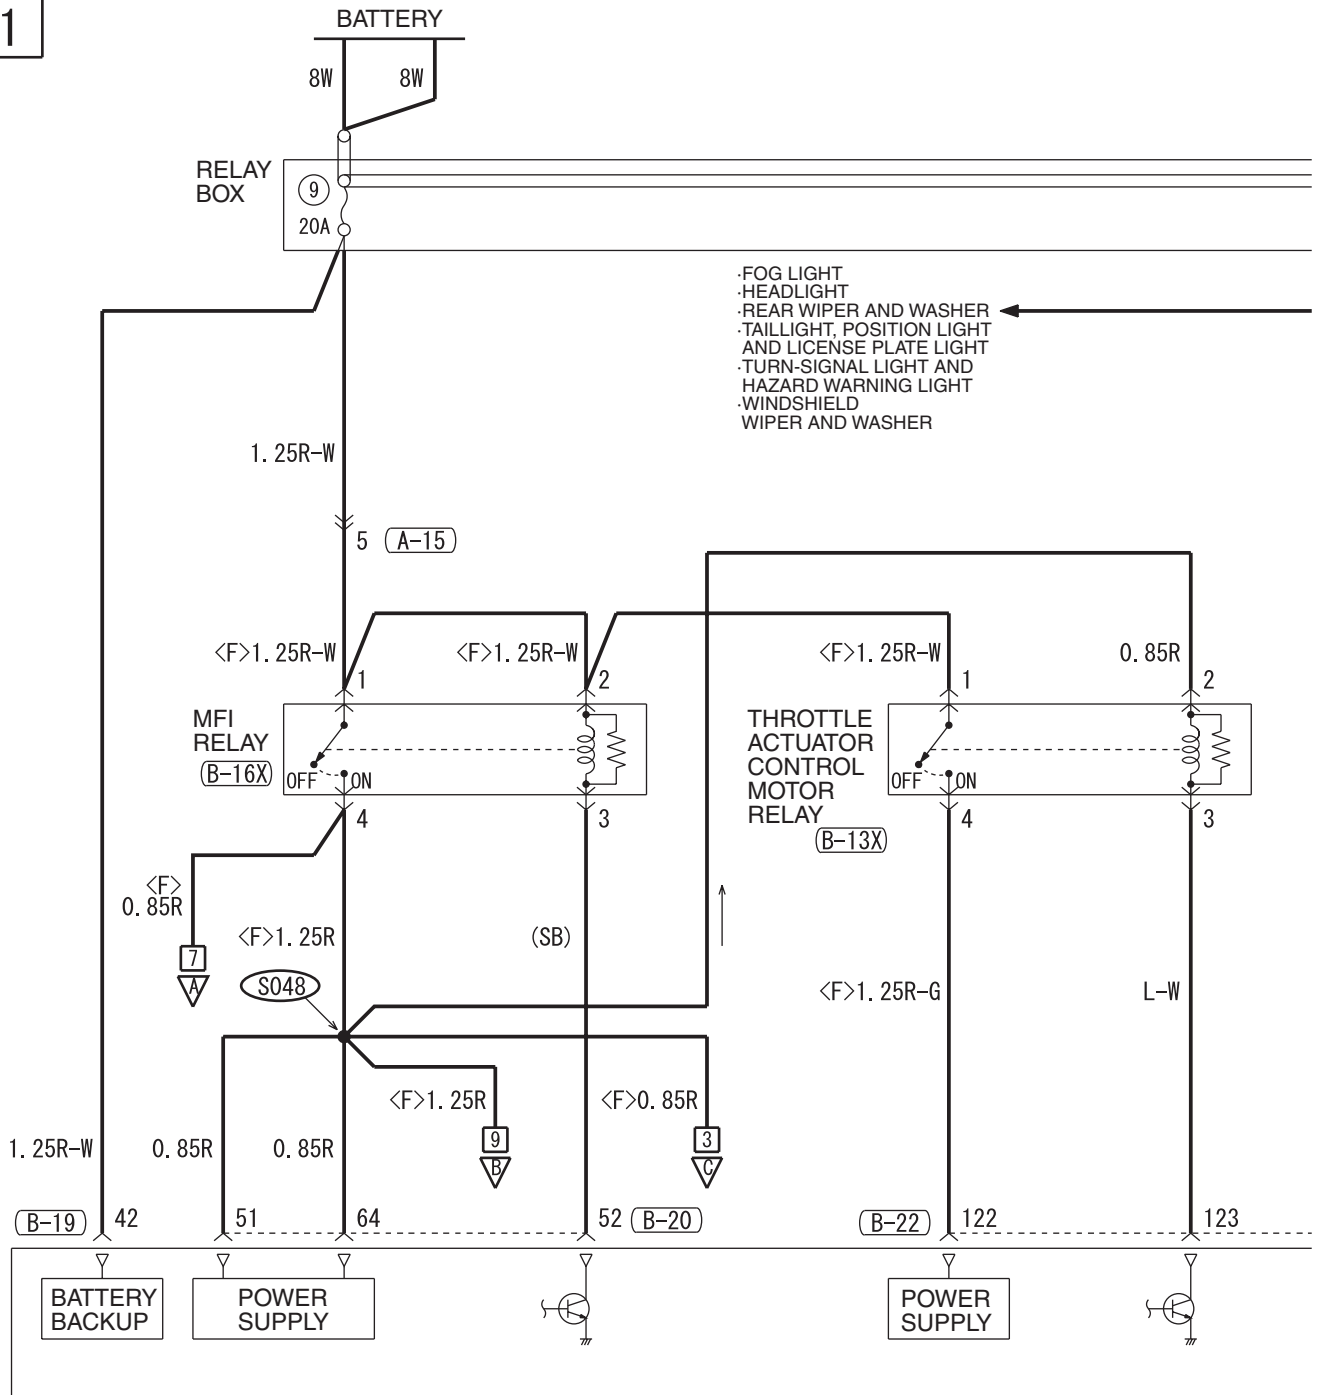 1
BATTERY
8W
8W
RELAY
BOX
9
20A
·FOG LIGHT
·HEADLIGHT
·REAR WIPER AND WASHER
·TAILLIGHT, POSITION LIGHT
AND LICENSE PLATE LIGHT
·TURN-SIGNAL LIGHT AND
HAZARD WARNING LIGHT
·WINDSHIELD
WIPER AND WASHER
1.25R-W
5 A-15
<F>1.25R-W
<F>1.25R-W
<F>1.25R-W
0.85R
1
2
1
2
MFI
RELAY
B-16X
OFF
ON
THROTTLE
ACTUATOR
CONTROL
MOTOR
RELAY
B-13X
OFF
ON
4
3
4
3
<F>
0.85R
7
A
<F>1.25R
(SB)
S048
<F>1.25R-G
L-W
<F>1.25R
<F>0.85R
9
B
3
C
1.25R-W
0.85R
0.85R
B-19
42
51
64
52
B-20
B-22
122
123
BATTERY
BACKUP
POWER
SUPPLY
POWER
SUPPLY